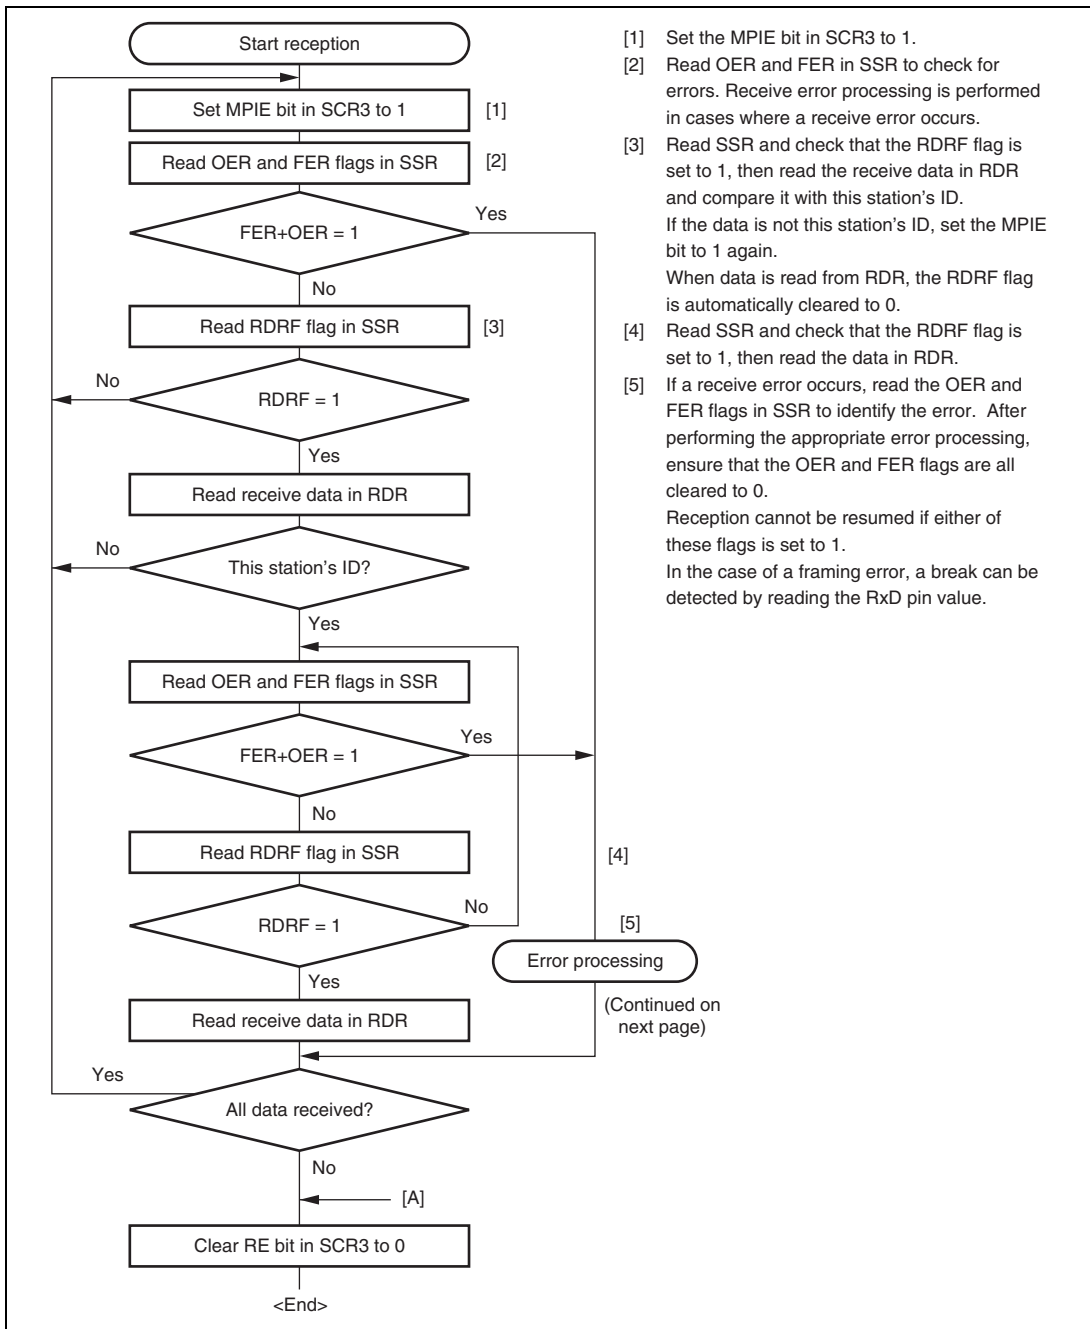 Start reception
Set MPIE bit in SCR3 to 1
[1]
Read OER and FER flags in SSR
[2]
Yes
FER+OER = 1
No
Read RDRF flag in SSR
[3]
No
RDRF = 1
Yes
Read receive data in RDR
No
This station's ID?
Yes
Read OER and FER flags in SSR
Yes
FER+OER = 1
No
Read RDRF flag in SSR
[4]
No
RDRF = 1
[5]
Error processing
Yes
(Continued on
next page)
Read receive data in RDR
Yes
All data received?
No
[A]
Clear RE bit in SCR3 to 0
<End>
[1] Set the MPIE bit in SCR3 to 1.
[2] Read OER and FER in SSR to check for
errors. Receive error processing is performed
in cases where a receive error occurs.
[3] Read SSR and check that the RDRF flag is
set to 1, then read the receive data in RDR
and compare it with this station's ID.
If the data is not this station's ID, set the MPIE
bit to 1 again.
When data is read from RDR, the RDRF flag
is automatically cleared to 0.
[4] Read SSR and check that the RDRF flag is
set to 1, then read the data in RDR.
[5] If a receive error occurs, read the OER and
FER flags in SSR to identify the error. After
performing the appropriate error processing,
ensure that the OER and FER flags are all
cleared to 0.
Reception cannot be resumed if either of
these flags is set to 1.
In the case of a framing error, a break can be
detected by reading the RxD pin value.